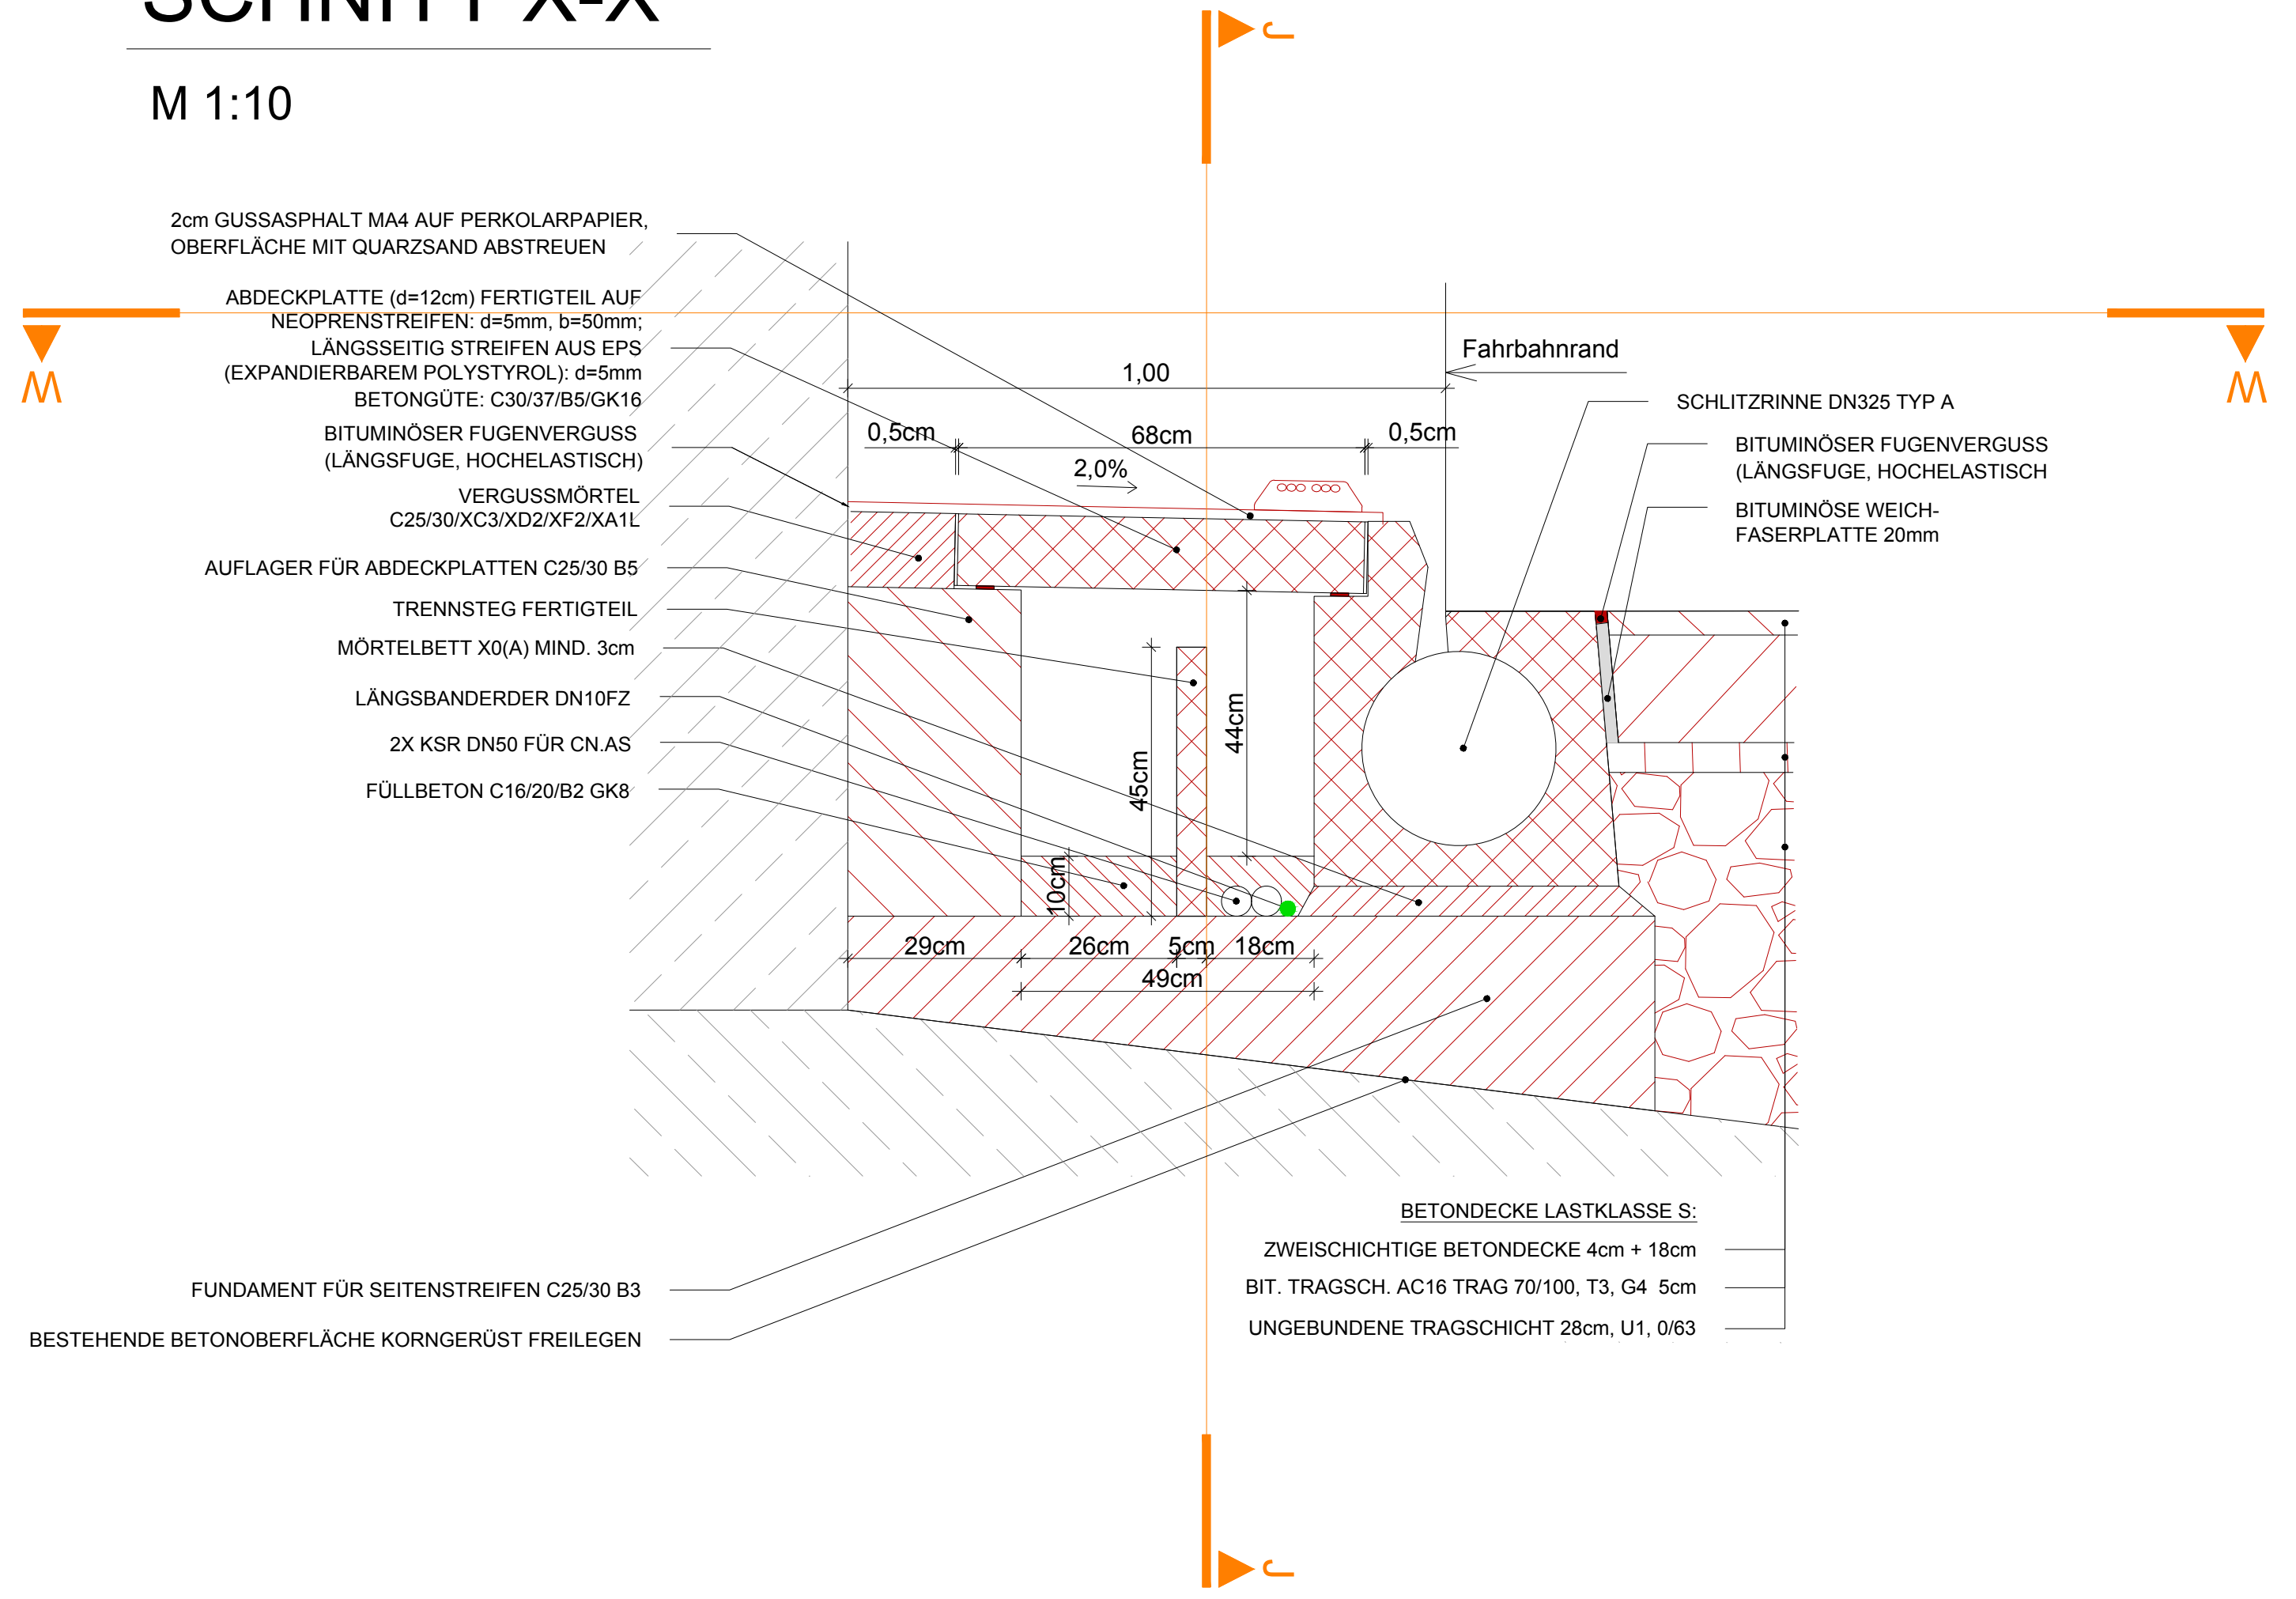 SCHNITT X-X
M 1:10
J
2cm GUSSASPHALT MA4 AUF PERKOLARPAPIER,
OBERFLÄCHE MIT QUARZSAND ABSTREUEN
ABDECKPLATTE (d=12cm) FERTIGTEIL AUF
NEOPRENSTREIFEN: d=5mm, b=50mm;
LÄNGSSEITIG STREIFEN AUS EPS
(EXPANDIERBAREM POLYSTYROL): d=5mm
BETONGÜTE: C30/37/B5/GK16
BITUMINÖSER FUGENVERGUSS
(LÄNGSFUGE, HOCHELASTISCH)
VERGUSSMÖRTEL
C25/30/XC3/XD2/XF2/XA1L
AUFLAGER FÜR ABDECKPLATTEN C25/30 B5
TRENNSTEG FERTIGTEIL
MÖRTELBETT X0(A) MIND. 3cm
LÄNGSBANDERDER DN10FZ
2X KSR DN50 FÜR CN.AS
FÜLLBETON C16/20/B2 GK8
W
W
Fahrbahnrand
1,00
0,5cm
68cm
0,5cm
2,0%
SCHLITZRINNE DN325 TYP A
BITUMINÖSER FUGENVERGUSS
(LÄNGSFUGE, HOCHELASTISCH
BITUMINÖSE WEICH-
FASERPLATTE 20mm
44cm
45cm
10cm
29cm
26cm
5cm
18cm
49cm
FUNDAMENT FÜR SEITENSTREIFEN C25/30 B3
BESTEHENDE BETONOBERFLÄCHE KORNGERÜST FREILEGEN
BETONDECKE LASTKLASSE S:
ZWEISCHICHTIGE BETONDECKE 4cm + 18cm
BIT. TRAGSCH. AC16 TRAG 70/100, T3, G4 5cm
UNGEBUNDENE TRAGSCHICHT 28cm, U1, 0/63
J